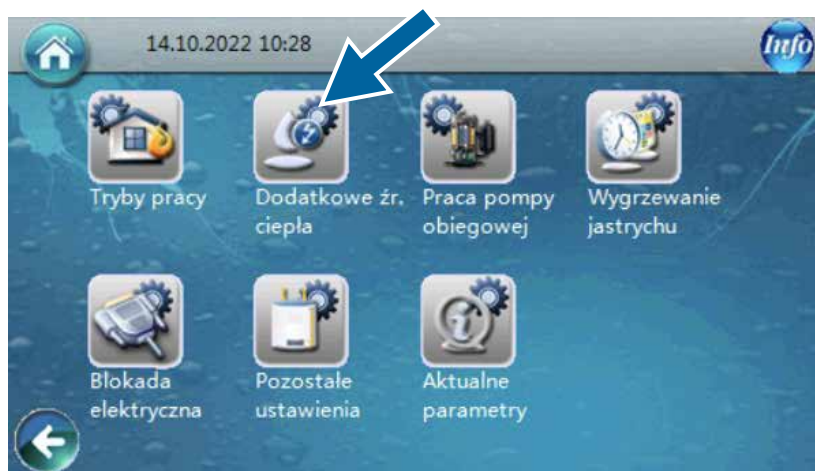 14.10.2022 10:28
Info
Tryby pracy
Dodatkowe źr.
ciepła
Praca pompy
obiegowej
Wygrzewanie
jastrychu
Blokada
elektryczna
Pozostałe
ustawienia
Aktualne
parametry